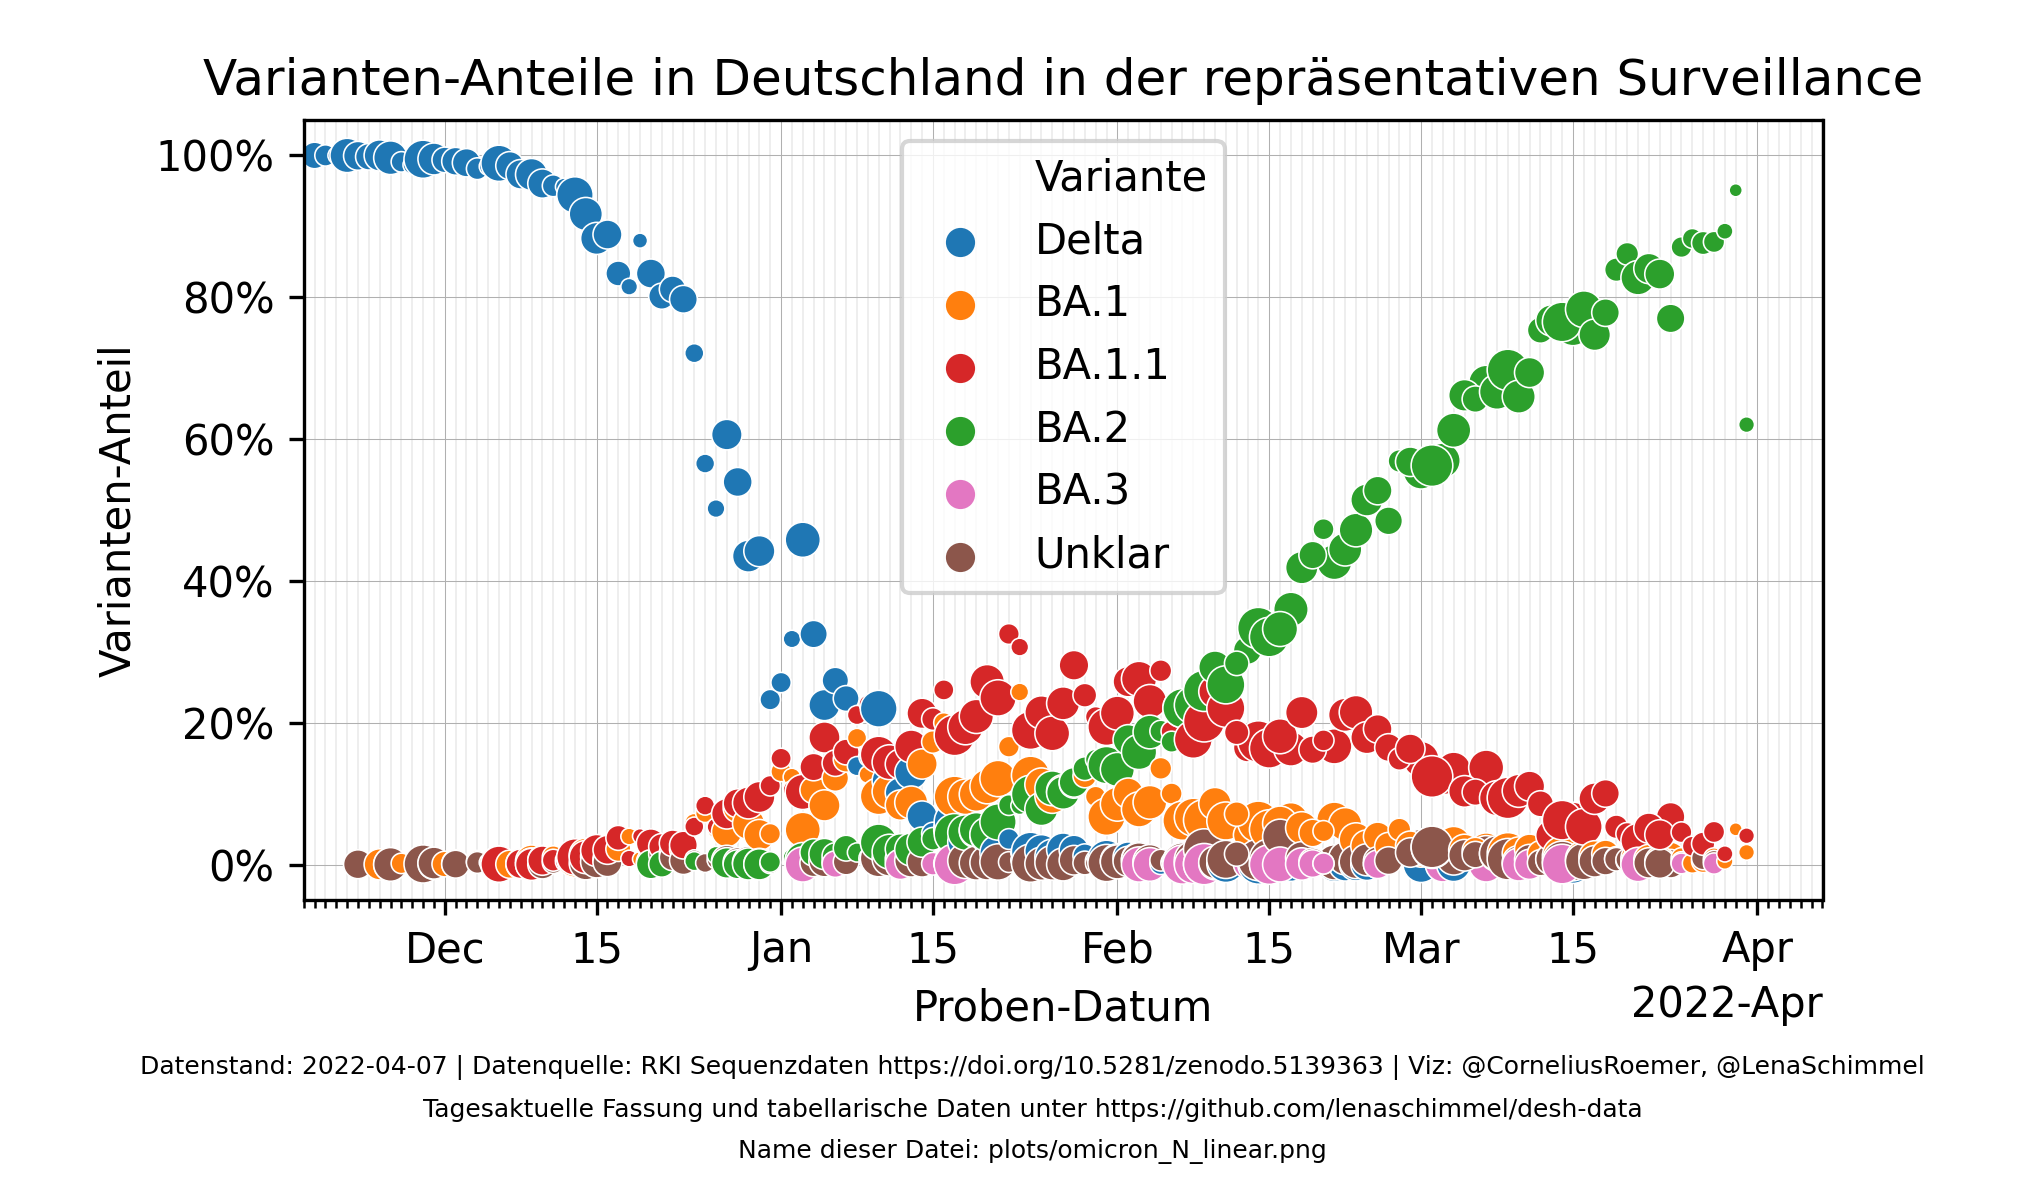 Varianten-Anteile in Deutschland in der repräsentativen Surveillance
Varianten-Anteil
100%
80%
60%
40%
20%
0%
Variante
Delta
BA.1
BA.1.1
BA.2
BA.3
Unklar
Dec 15 Jan 15 Feb 15 Mar 15 Apr
Proben-Datum
2022-Apr
Datenstand: 2022-04-07 | Datenquelle: RKI Sequenzdaten https://doi.org/10.5281/zenodo.5139363 | Viz: @CorneliusRoemer, @LenaSchimmel
Tagesaktuelle Fassung und tabellarische Daten unter https://github.com/lenaschimmel/desh-data
Name dieser Datei: plots/omicron_N_linear.png